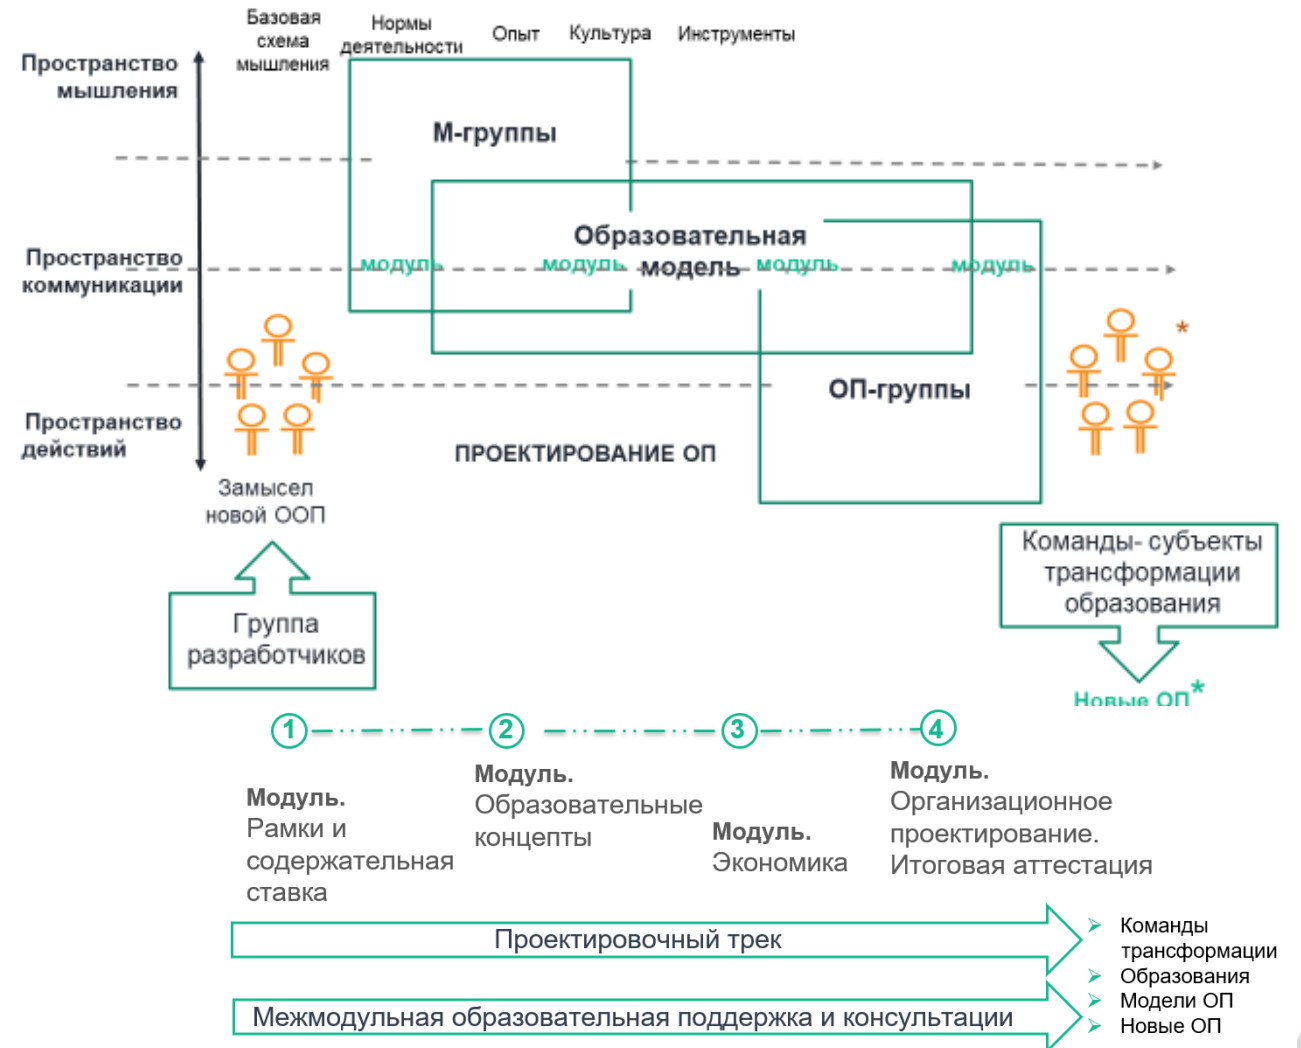 Базовая
схема
мышления
Нормы
деятельности
Опыт
Культура
Инструменты
Пространство
мышления
М-группы
Образовательная
модель
Пространство
коммуникации
модуль
модуль
модуль
модуль
*
ОП-группы
Пространство
действий
ПРОЕКТИРОВАНИЕ ОП
Замысел
новой ООП
Группа
разработчиков
Команды- субъекты
трансформации
образования
Новые ОП*
1
2
3
4
Модуль.
Рамки и
содержательная
ставка
Модуль.
Образовательные
концепты
Модуль.
Экономика
Модуль.
Организационное
проектирование.
Итоговая аттестация
Проектировочный трек
Межмодульная образовательная поддержка и консультации
Команды
трансформации
Образования
Модели ОП
Новые ОП